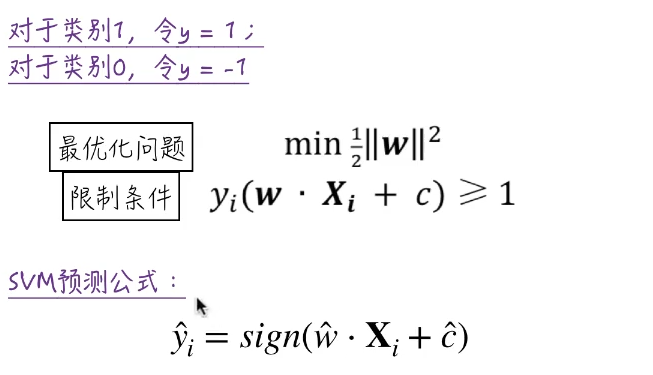 对于类别1，令y = 1；
对于类别0，令y = -1
最优化问题 min ½‖w‖²
限制条件 yᵢ(w · Xᵢ + c) ⩾ 1
SVM预测公式：
ŷᵢ = sign(ŵ · Xᵢ + ĉ)